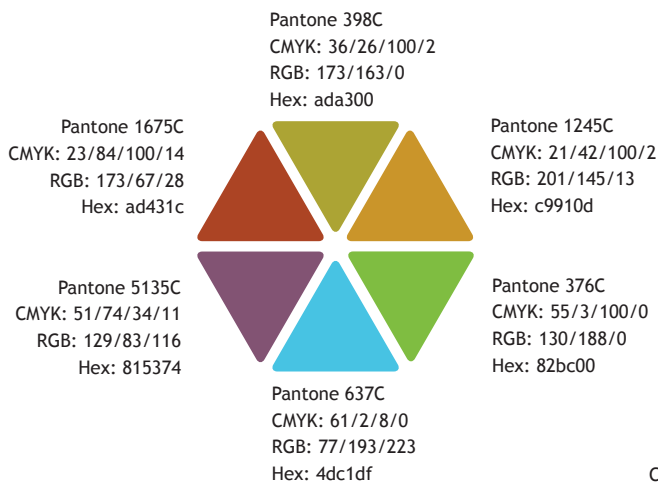 Pantone 398C
CMYK: 36/26/100/2
RGB: 173/163/0
Hex: ada300
Pantone 1675C
CMYK: 23/84/100/14
RGB: 173/67/28
Hex: ad431c
Pantone 1245C
CMYK: 21/42/100/2
RGB: 201/145/13
Hex: c9910d
Pantone 5135C
CMYK: 51/74/34/11
RGB: 129/83/116
Hex: 815374
Pantone 376C
CMYK: 55/3/100/0
RGB: 130/188/0
Hex: 82bc00
Pantone 637C
CMYK: 61/2/8/0
RGB: 77/193/223
Hex: 4dc1df